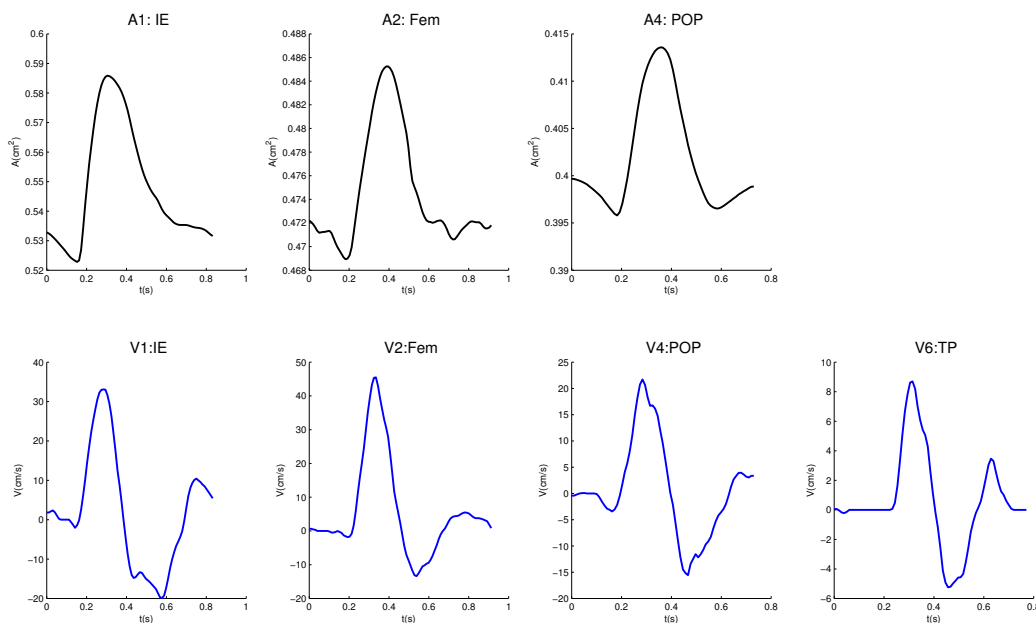 A1: IE
0.6
0.59
0.58
0.57
0.56
0.55
0.54
0.53
0.52
A(cm²)
0 0.2 0.4 0.6 0.8 1
t(s)
A2: Fem
0.488
0.486
0.484
0.482
0.48
0.478
0.476
0.474
0.472
0.47
0.468
A(cm²)
0 0.2 0.4 0.6 0.8 1
t(s)
A4: POP
0.415
0.41
0.405
0.4
0.395
0.39
A(cm²)
0 0.2 0.4 0.6 0.8
t(s)
V1:IE
40
30
20
10
0
−10
−20
V(cm/s)
0 0.2 0.4 0.6 0.8 1
t(s)
V2:Fem
50
40
30
20
10
0
−10
−20
V(cm/s)
0 0.2 0.4 0.6 0.8 1
t(s)
V4:POP
25
20
15
10
5
0
−5
−10
−15
−20
V(cm/s)
0 0.2 0.4 0.6 0.8
t(s)
V6:TP
10
8
6
4
2
0
−2
−4
−6
V(cm/s)
0 0.2 0.4 0.6 0.8
t(s)